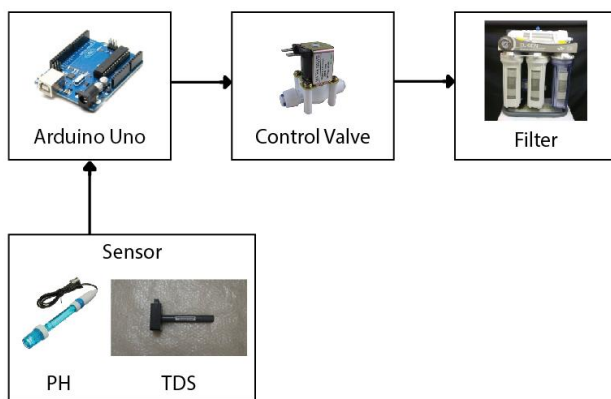 Arduino Uno
Control Valve
Filter
Sensor
PH
TDS